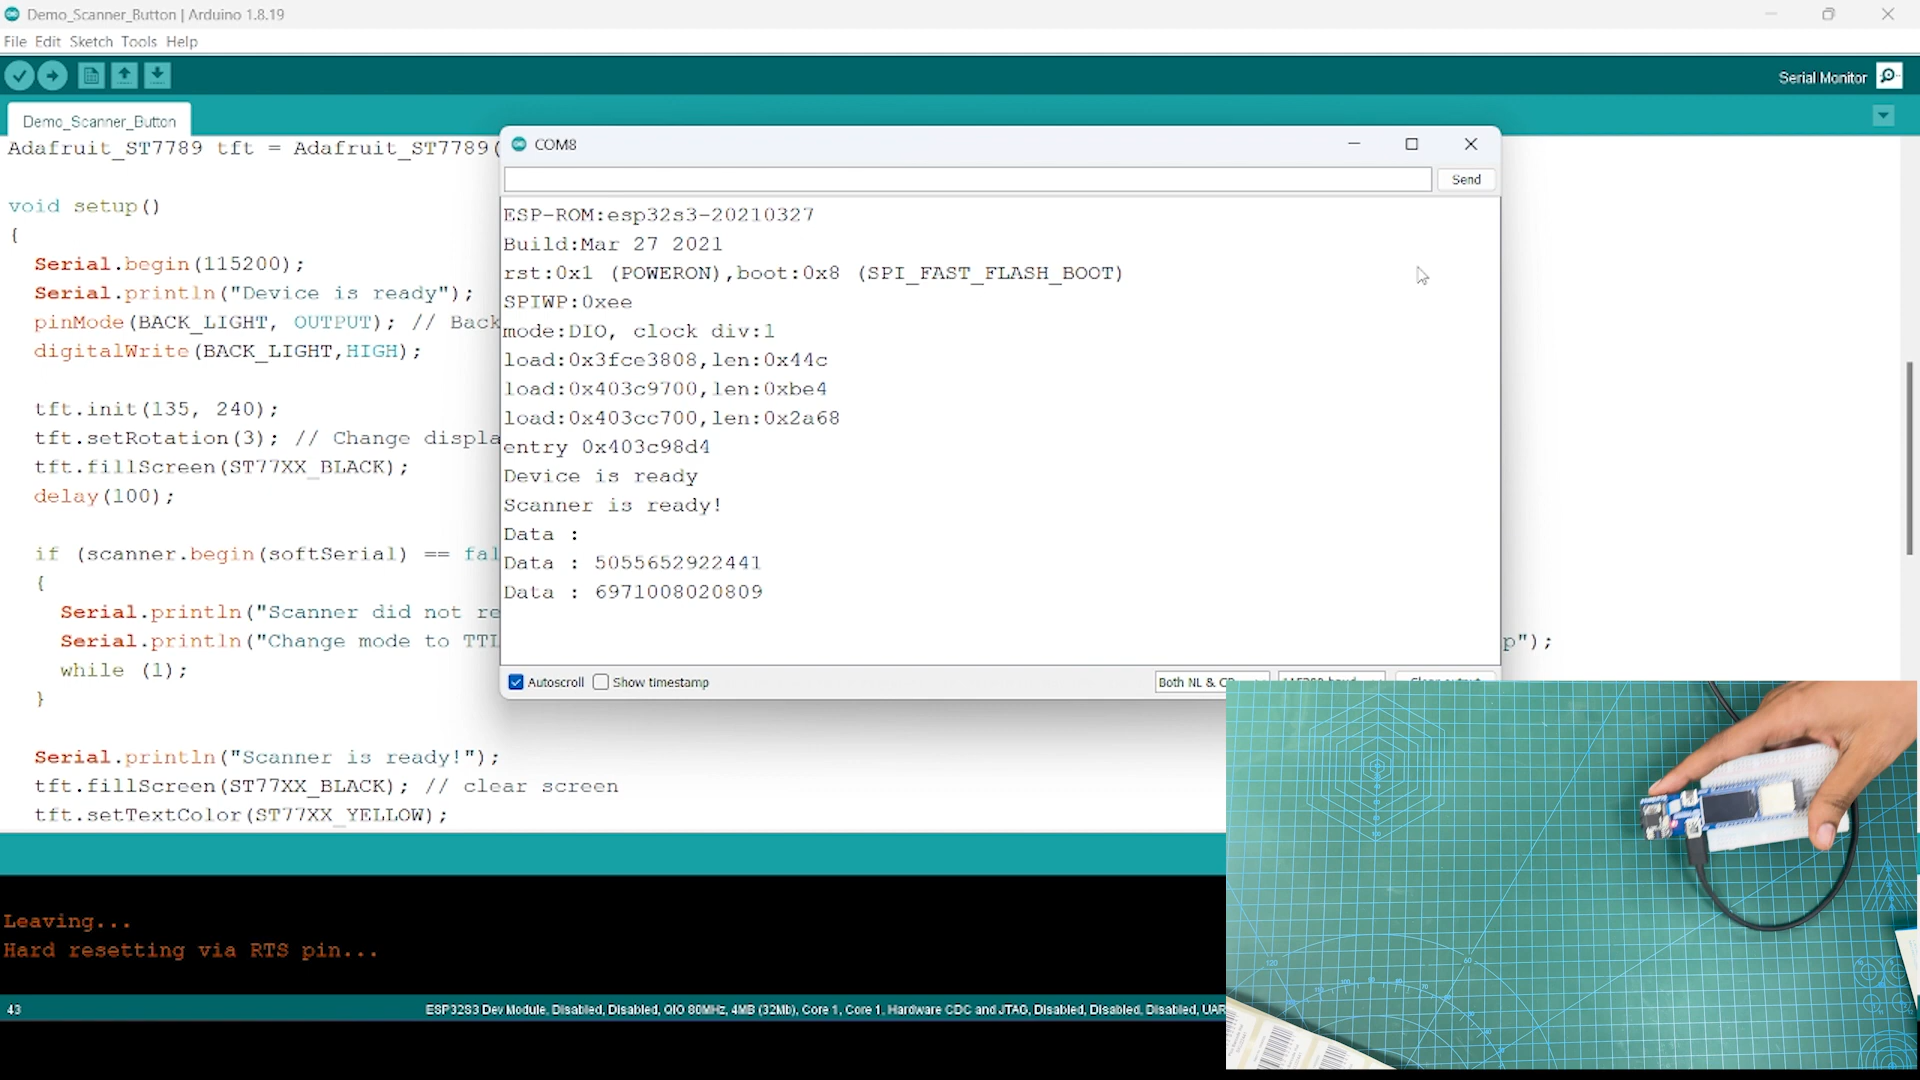 Demo_Scanner_Button | Arduino 1.8.19
File Edit Sketch Tools Help
Serial Monitor
Demo_Scanner_Button
Adafruit_ST7789 tft = Adafruit_ST7789(
void setup()
{
Serial.begin(115200);
Serial.println("Device is ready");
pinMode(BACK_LIGHT, OUTPUT); // Back
digitalWrite(BACK_LIGHT,HIGH);
tft.init(135, 240);
tft.setRotation(3); // Change displa
tft.fillScreen(ST77XX_BLACK);
delay(100);
if (scanner.begin(softSerial) == fal
{
Serial.println("Scanner did not re
Serial.println("Change mode to TTL
p");
while (1);
}
Serial.println("Scanner is ready!");
tft.fillScreen(ST77XX_BLACK); // clear screen
tft.setTextColor(ST77XX_YELLOW);
COM8
Send
ESP-ROM:esp32s3-20210327
Build:Mar 27 2021
rst:0x1 (POWERON),boot:0x8 (SPI_FAST_FLASH_BOOT)
SPIWP:0xee
mode:DIO, clock div:1
load:0x3fce3808,len:0x44c
load:0x403c9700,len:0xbe4
load:0x403cc700,len:0x2a68
entry 0x403c98d4
Device is ready
Scanner is ready!
Data :
Data : 5055652922441
Data : 6971008020809
Autoscroll Show timestamp Both NL &
Leaving...
Hard resetting via RTS pin...
43
ESP32S3 Dev Module, Disabled, Disabled, QIO 80MHz, 4MB (32Mb), Core 1, Core 1, Hardware CDC and JTAG, Disabled, Disabled, Disabled, UAR